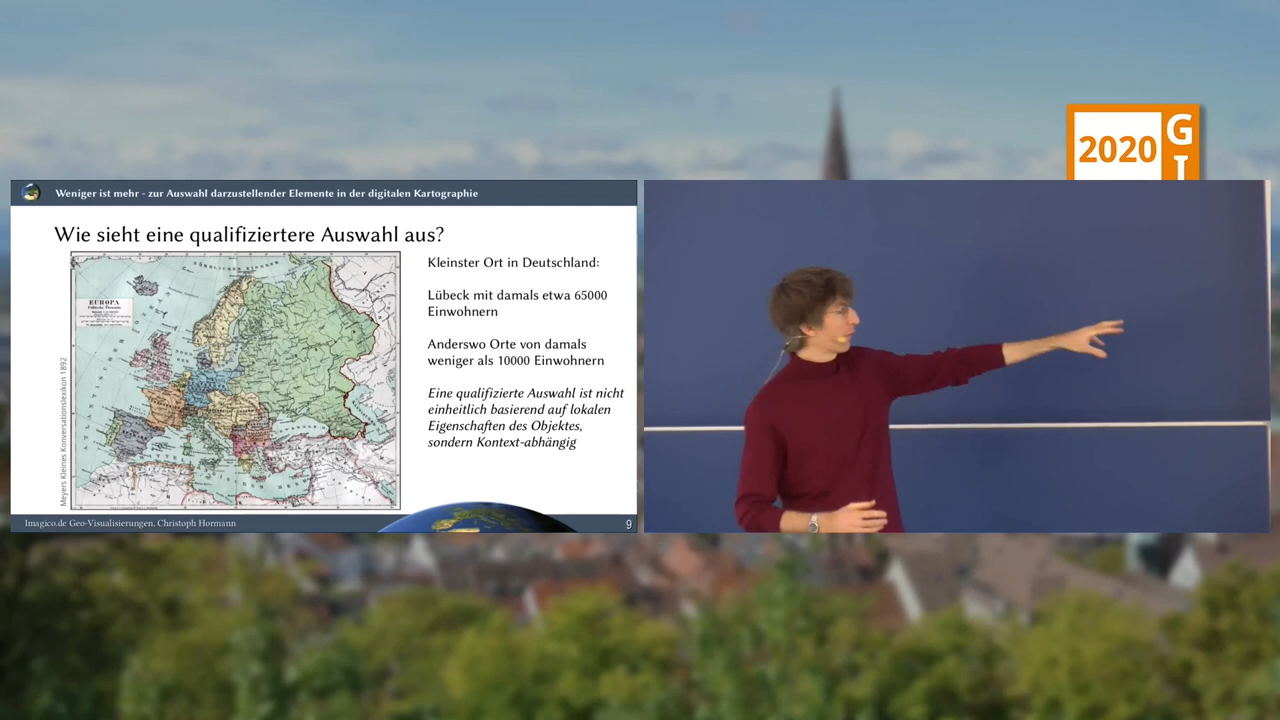 2020
G
I
Weniger ist mehr - zur Auswahl darzustellender Elemente in der digitalen Kartographie
Wie sieht eine qualifiziertere Auswahl aus?
EUROPA
Meyers Kleines Konversationslexikon 1892
Kleinster Ort in Deutschland:
Lübeck mit damals etwa 65000
Einwohnern
Anderswo Orte von damals
weniger als 10000 Einwohnern
Eine qualifizierte Auswahl ist nicht
einheitlich basierend auf lokalen
Eigenschaften des Objektes,
sondern Kontext-abhängig
Imagico.de Geo-Visualisierungen, Christoph Hormann
9